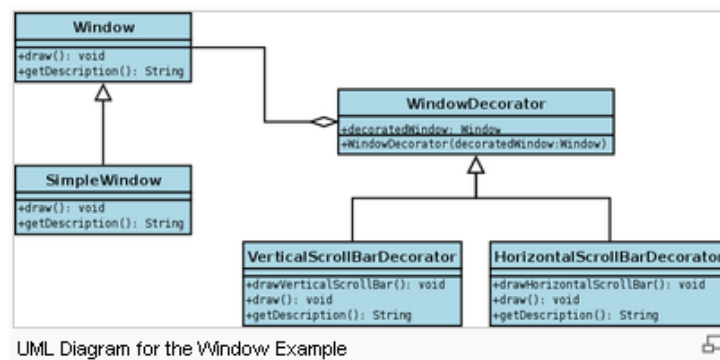 Window
+draw(): void
+getDescription(): String
WindowDecorator
+decoratedWindow: Window
+WindowDecorator(decoratedWindow:Window)
SimpleWindow
+draw(): void
+getDescription(): String
VerticalScrollBarDecorator
+drawVerticalScrollBar(): void
+draw(): void
+getDescription(): String
HorizontalScrollBarDecorator
+drawHorizontalScrollBar(): void
+draw(): void
+getDescription(): String
UML Diagram for the Window Example